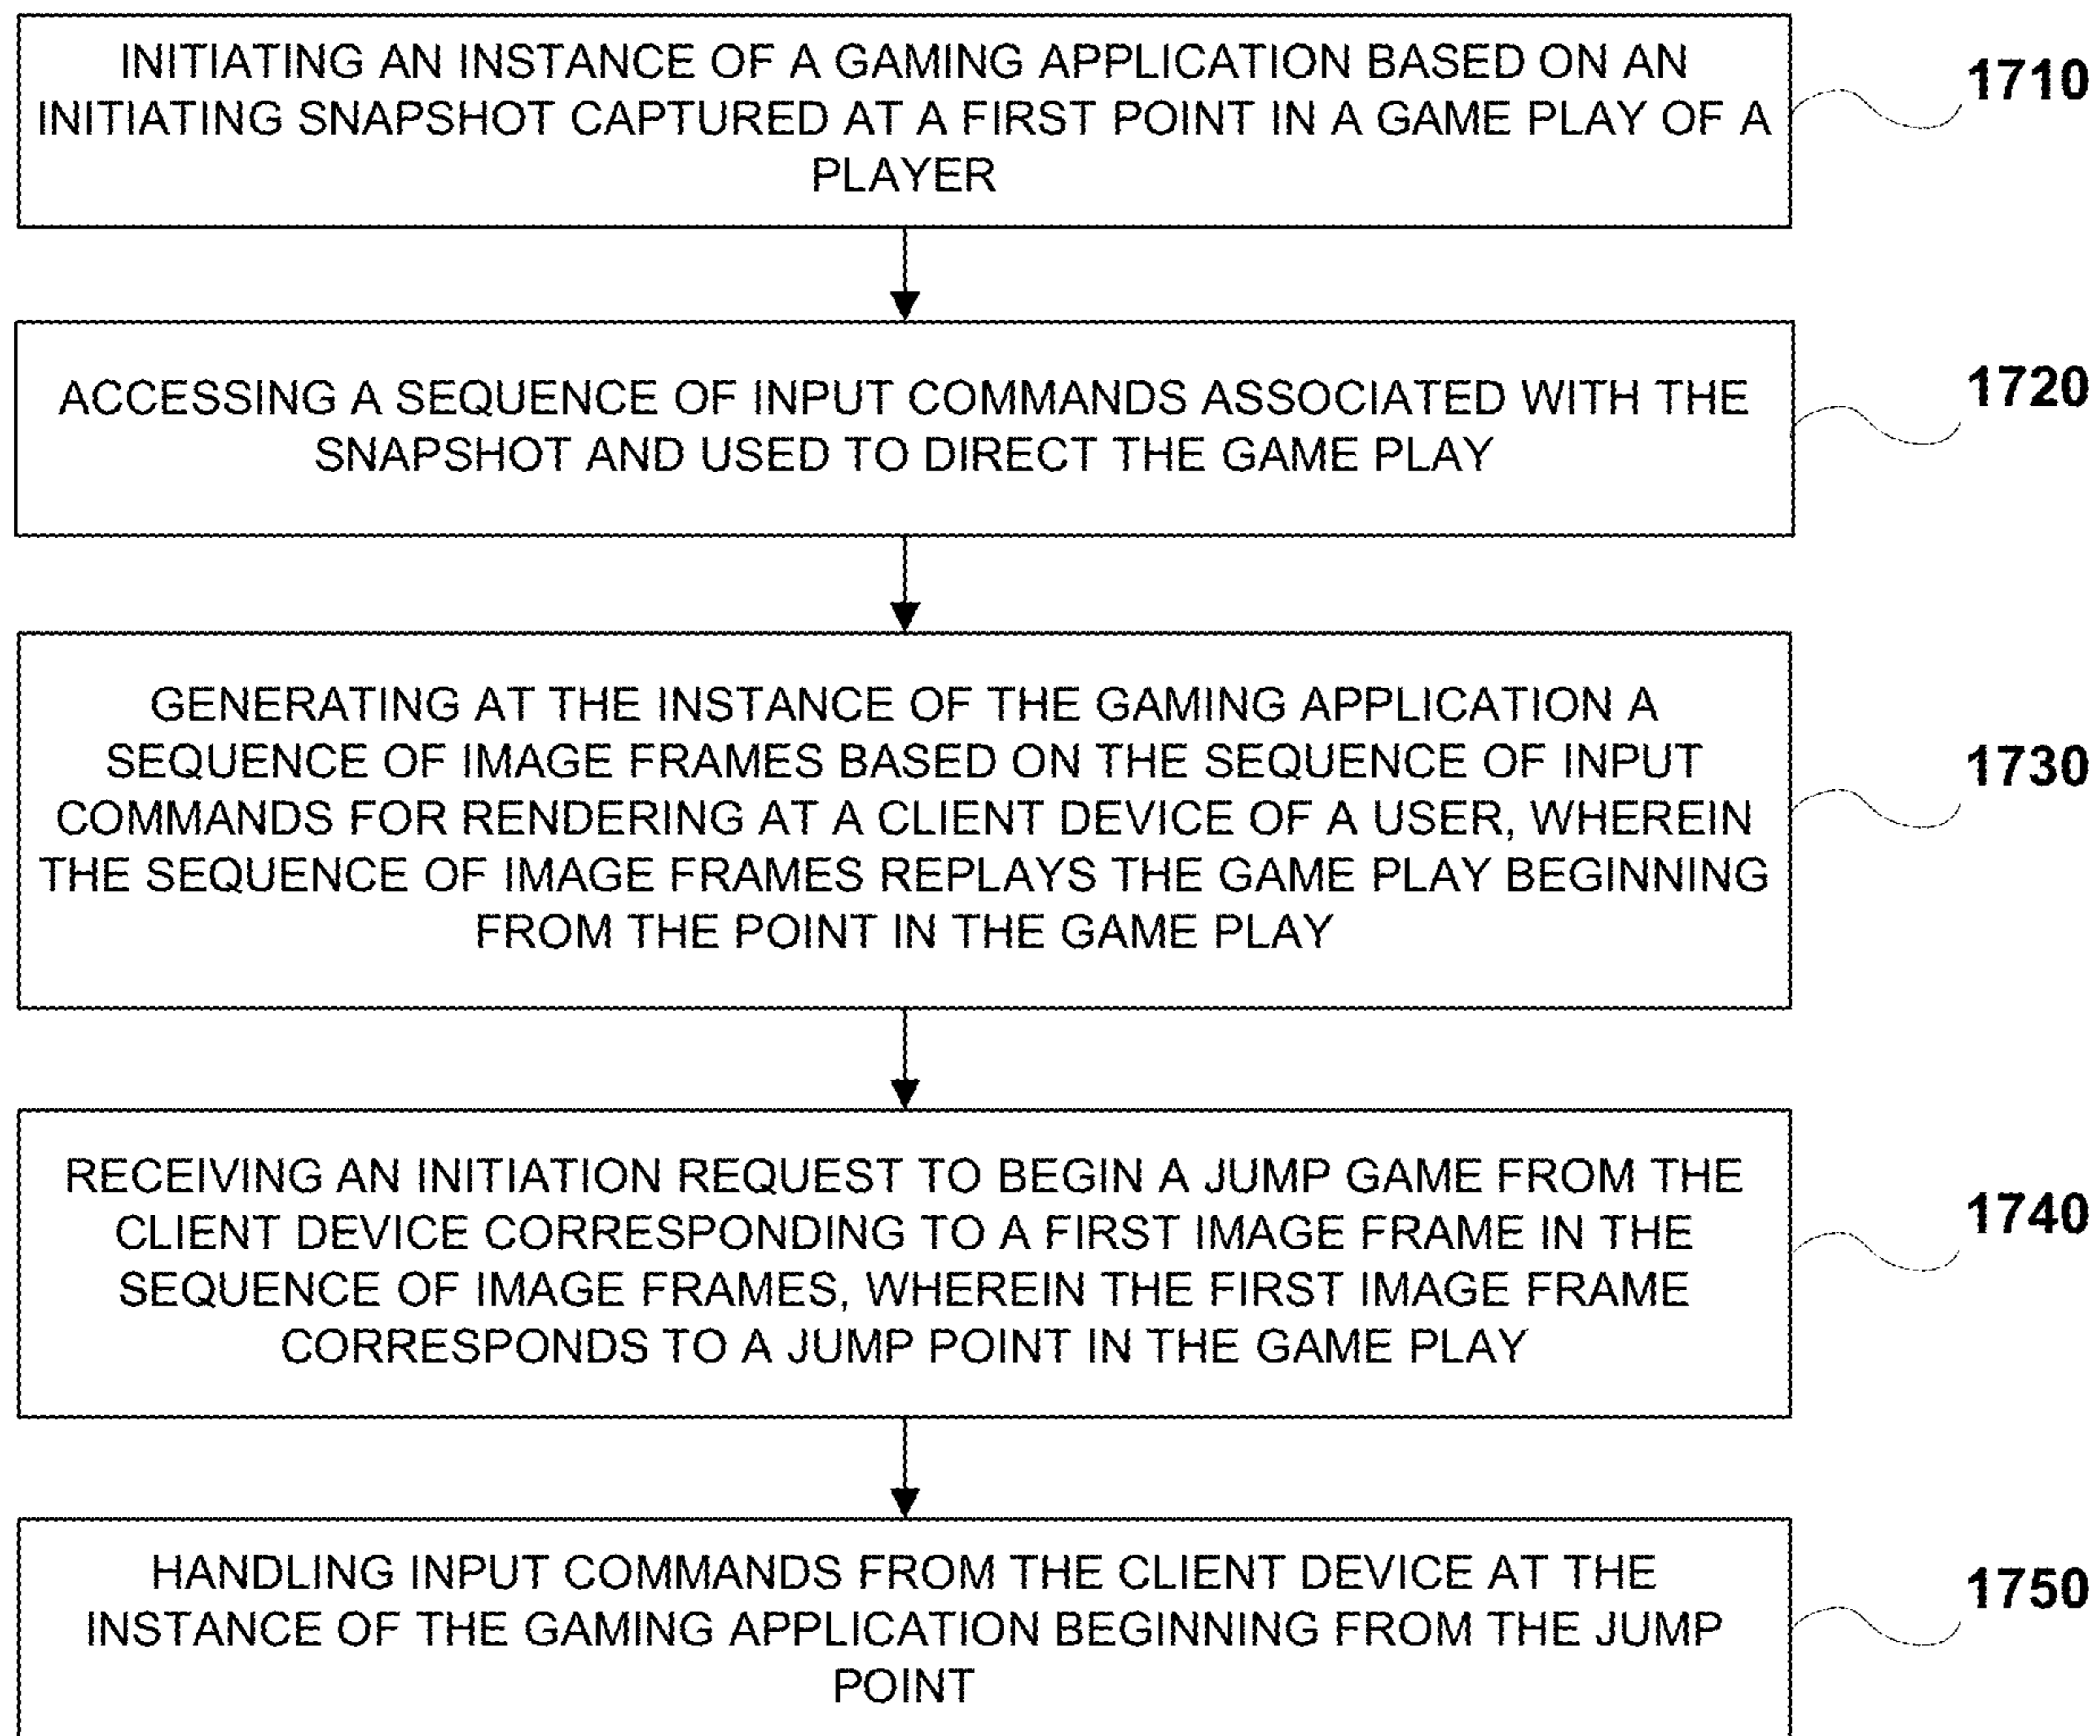 INITIATING AN INSTANCE OF A GAMING APPLICATION BASED ON AN
INITIATING SNAPSHOT CAPTURED AT A FIRST POINT IN A GAME PLAY OF A
PLAYER
1710
ACCESSING A SEQUENCE OF INPUT COMMANDS ASSOCIATED WITH THE
SNAPSHOT AND USED TO DIRECT THE GAME PLAY
1720
GENERATING AT THE INSTANCE OF THE GAMING APPLICATION A
SEQUENCE OF IMAGE FRAMES BASED ON THE SEQUENCE OF INPUT
COMMANDS FOR RENDERING AT A CLIENT DEVICE OF A USER, WHEREIN
THE SEQUENCE OF IMAGE FRAMES REPLAYS THE GAME PLAY BEGINNING
FROM THE POINT IN THE GAME PLAY
1730
RECEIVING AN INITIATION REQUEST TO BEGIN A JUMP GAME FROM THE
CLIENT DEVICE CORRESPONDING TO A FIRST IMAGE FRAME IN THE
SEQUENCE OF IMAGE FRAMES, WHEREIN THE FIRST IMAGE FRAME
CORRESPONDS TO A JUMP POINT IN THE GAME PLAY
1740
HANDLING INPUT COMMANDS FROM THE CLIENT DEVICE AT THE
INSTANCE OF THE GAMING APPLICATION BEGINNING FROM THE JUMP
POINT
1750